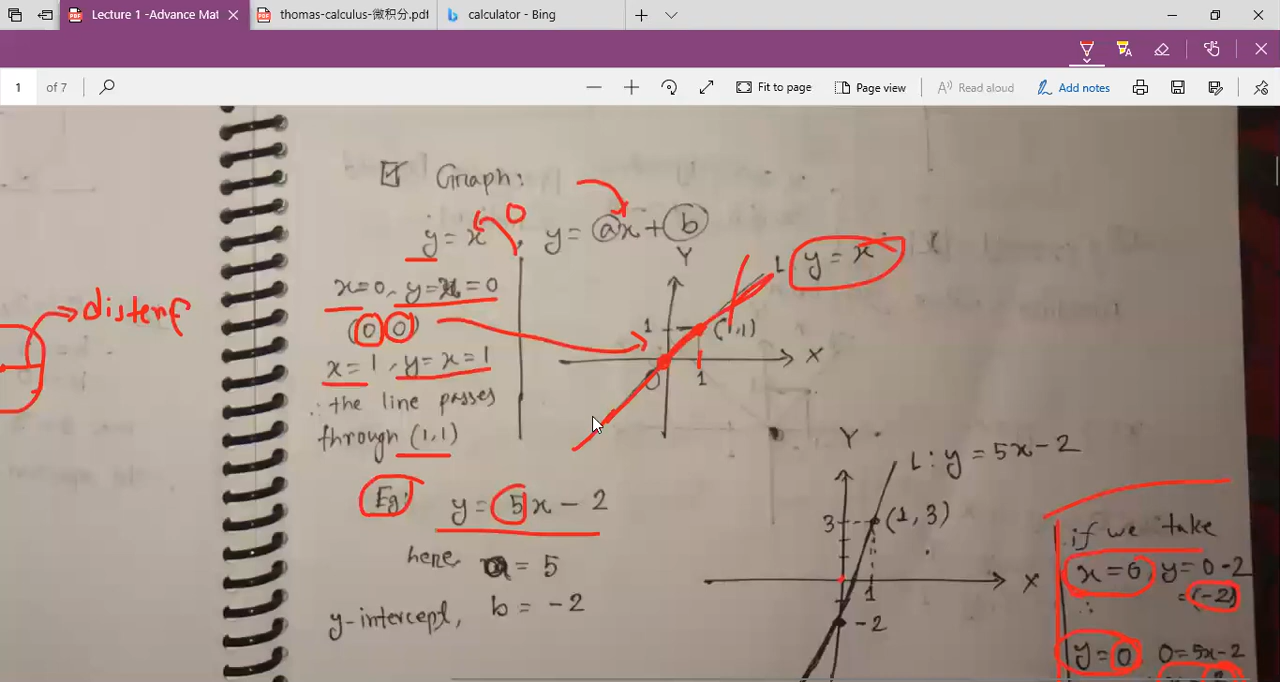 Lecture 1 -Advance Mat
thomas-calculus-微积分.pdf
calculator - Bing
1 of 7
Fit to page
Page view
Read aloud
Add notes
Graph:
0
y = x , y = ax + b
x=0, y=x=0
(0 0)
x=1, y=x=1
∴ the line passes
through (1,1)
distenf
Y
L y = x
1
(1,1)
X
0
1
Eg: y = 5x - 2
here a = 5
y-intercept, b = -2
Y
L: y = 5x-2
3
(1, 3)
X
1
-2
if we take
x=0, y=0-2
∴ =(-2)
y=0 0=5x-2